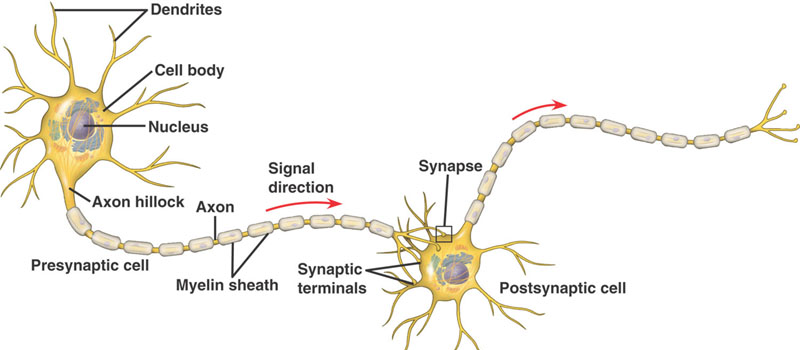 Dendrites
Cell body
Nucleus
Axon hillock
Signal
direction
Synapse
Axon
Presynaptic cell
Myelin sheath
Synaptic
terminals
Postsynaptic cell